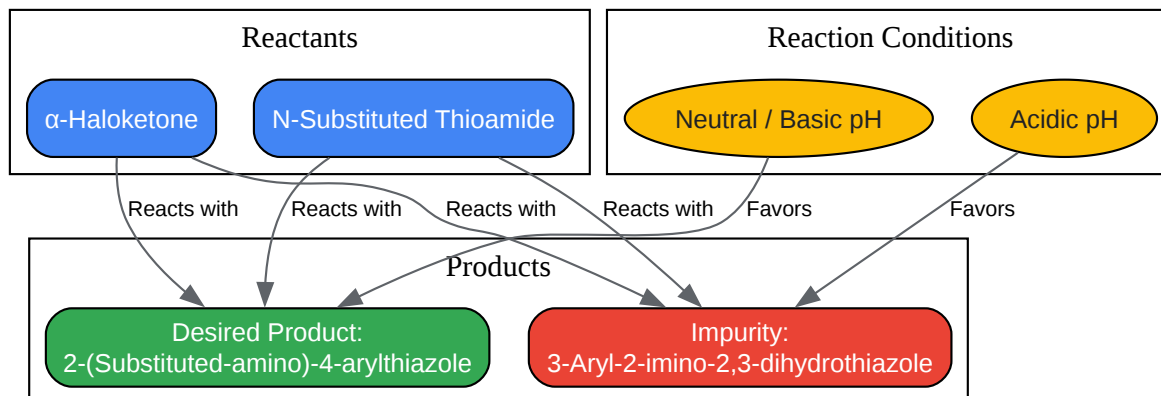 Reactants
Reaction Conditions
α-Haloketone
N-Substituted Thioamide
Neutral / Basic pH
Acidic pH
Reacts with
Reacts with
Reacts with
Reacts with
Favors
Favors
Products
Desired Product:
2-(Substituted-amino)-4-arylthiazole
Impurity:
3-Aryl-2-imino-2,3-dihydrothiazole